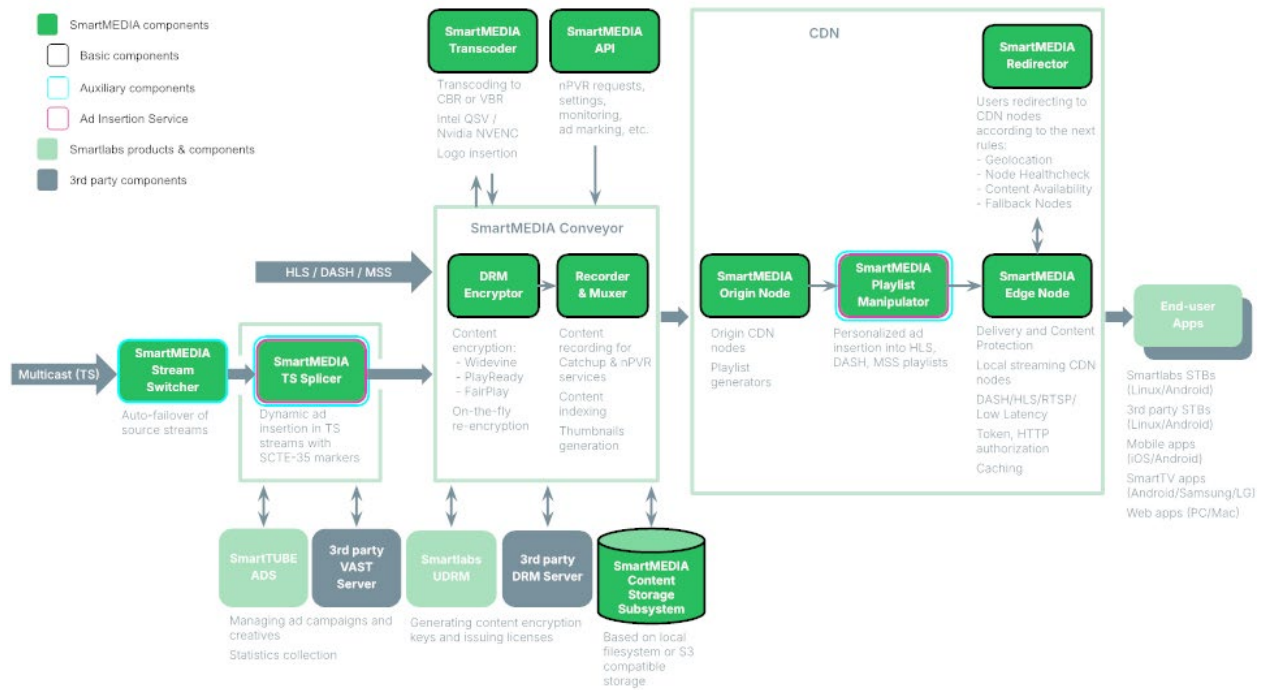 SmartMEDIA components
Basic components
Auxiliary components
Ad Insertion Service
Smartlabs products & components
3rd party components
SmartMEDIA
Transcoder
Transcoding to
CBR or VBR
Intel QSV /
Nvidia NVENC
Logo insertion
SmartMEDIA
API
nPVR requests,
settings,
monitoring,
ad marking, etc.
CDN
SmartMEDIA
Redirector
Users redirecting to
CDN nodes
according to the next
rules:
- Geolocation
- Node Healthcheck
- Content Availability
- Fallback Nodes
HLS / DASH / MSS
Multicast (TS)
SmartMEDIA
Stream
Switcher
Auto-failover of
source streams
SmartMEDIA
TS Splicer
Dynamic ad
insertion in TS
streams with
SCTE-35 markers
SmartMEDIA Conveyor
DRM
Encryptor
Content
encryption:
- Widevine
- PlayReady
- FairPlay
On-the-fly
re-encryption
Recorder
& Muxer
Content
recording for
Catchup & nPVR
services
Content
indexing
Thumbnails
generation
SmartMEDIA
Origin Node
Origin CDN
nodes
Playlist
generators
SmartMEDIA
Playlist
Manipulator
Personalized ad
insertion into HLS,
DASH, MSS playlists
SmartMEDIA
Edge Node
Delivery and Content
Protection
Local streaming CDN
nodes
DASH/HLS/RTSP/
Low Latency
Token, HTTP
authorization
Caching
End-user
Apps
Smartlabs STBs
(Linux/Android)
3rd party STBs
(Linux/Android)
Mobile apps
(iOS/Android)
SmartTV apps
(Android/Samsung/LG)
Web apps (PC/Mac)
SmartTUBE
ADS
3rd party
VAST
Server
Managing ad campaigns and
creatives
Statistics collection
Smartlabs
UDRM
3rd party
DRM Server
Generating content encryption
keys and issuing licenses
SmartMEDIA
Content
Storage
Subsystem
Based on local
filesystem or S3
compatible
storage